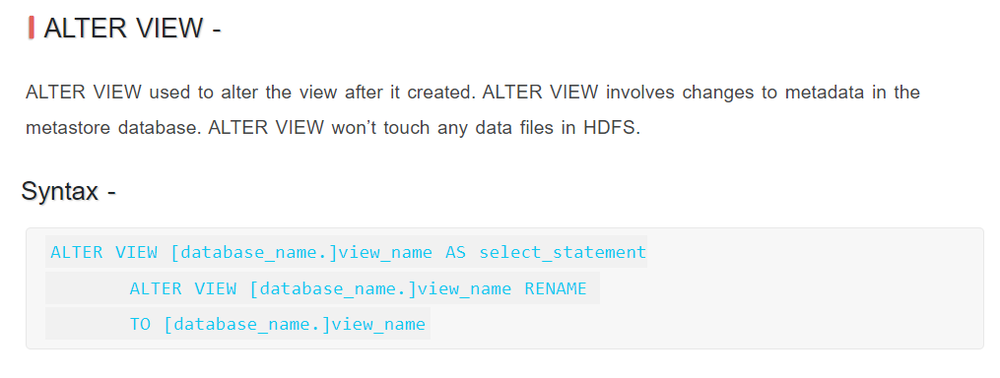 ALTER VIEW -
ALTER VIEW used to alter the view after it created. ALTER VIEW involves changes to metadata in the
metastore database. ALTER VIEW won’t touch any data files in HDFS.
Syntax -
ALTER VIEW [database_name.]view_name AS select_statement
ALTER VIEW [database_name.]view_name RENAME
TO [database_name.]view_name